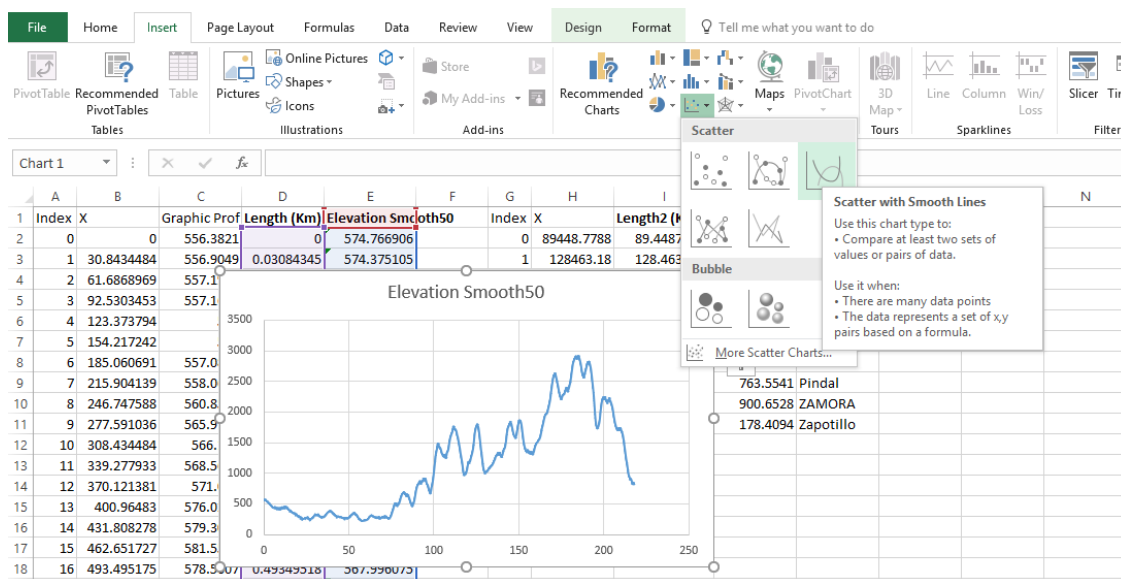 File Home Insert Page Layout Formulas Data Review View Design Format Tell me what you want to do
PivotTable Recommended PivotTables Table
Tables
Pictures Online Pictures
Shapes
Icons
Illustrations
Store
My Add-ins
Add-ins
Recommended Charts
Maps PivotChart
3D Map
Tours
Line Column Win/Loss
Sparklines
Slicer
Filter
Chart 1 fx
Scatter
Scatter with Smooth Lines
Use this chart type to:
• Compare at least two sets of
values or pairs of data.
Use it when:
• There are many data points
• The data represents a set of x,y
pairs based on a formula.
Bubble
More Scatter Charts...
A B C D E F G H I N
1 Index X Graphic Prof Length (Km) Elevation Smooth50 Index X Length2 (K
2 0 0 556.3821 0 574.766906 0 89448.7788 89.4487
3 1 30.8434484 556.9049 0.03084345 574.375105 1 128463.18 128.463
4 2 61.6868969 557.1
5 3 92.5303453 557.1
6 4 123.373794
7 5 154.217242
8 6 185.060691 557.0
9 7 215.904139 558.0 763.5541 Pindal
10 8 246.747588 560.8 900.6528 ZAMORA
11 9 277.591036 565.9 178.4094 Zapotillo
12 10 308.434484 566.
13 11 339.277933 568.5
14 12 370.121381 571.
15 13 400.96483 576.0
16 14 431.808278 579.3
17 15 462.651727 581.5
18 16 493.495175 578.5007 0.49349518 567.996075
Elevation Smooth50
3500
3000
2500
2000
1500
1000
500
0
0 50 100 150 200 250